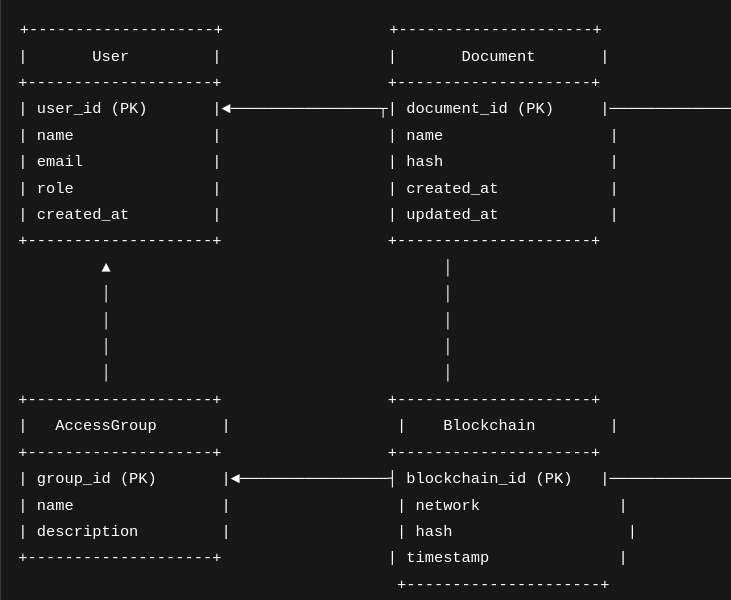 +--------------------+                  +---------------------+
|       User         |                  |       Document       |
+--------------------+                  +---------------------+
| user_id (PK)       |◄────────────────┬| document_id (PK)     |─────────────
| name               |                  | name                  |
| email              |                  | hash                  |
| role               |                  | created_at            |
| created_at         |                  | updated_at            |
+--------------------+                  +---------------------+
         ▲                                    │
         │                                    │
         │                                    │
         │                                    │
         │                                    │
+--------------------+                  +---------------------+
|   AccessGroup       |                  |    Blockchain        |
+--------------------+                  +---------------------+
| group_id (PK)       |◄────────────────┤ blockchain_id (PK)   |─────────────
| name                |                  | network               |
| description         |                  | hash                   |
+--------------------+                  | timestamp              |
                                         +---------------------+